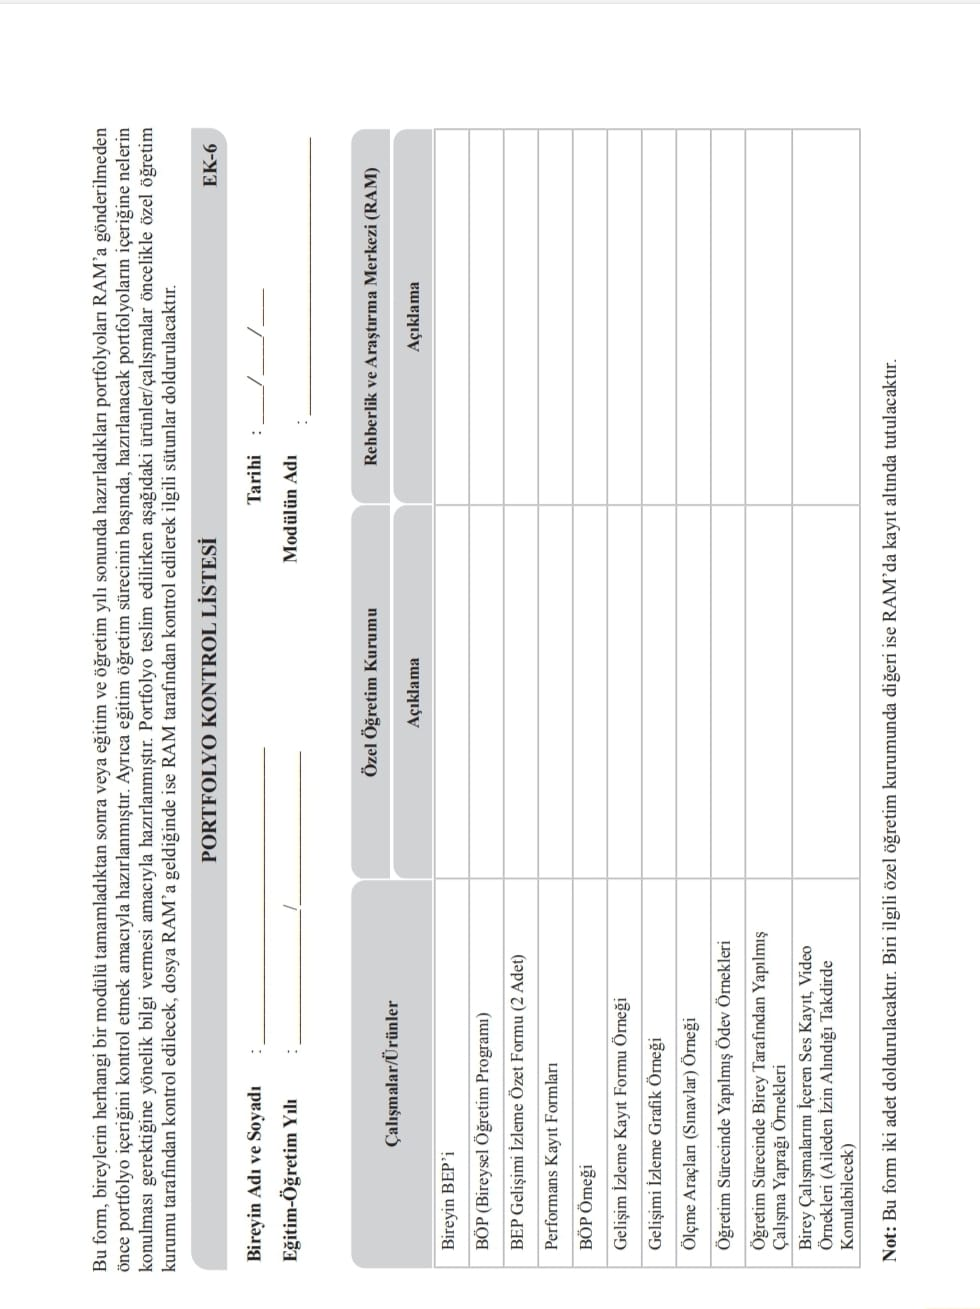 Bu form, bireylerin herhangi bir modülü tamamladıktan sonra veya eğitim ve öğretim yılı sonunda hazırladıkları portfolyoları RAM'a gönderilmeden
önce portfolyo içeriğini kontrol etmek amacıyla hazırlanmıştır. Ayrıca eğitim öğretim sürecinin başında, hazırlanacak portfolyoların içeriğine nelerin
konulması gerektiğine yönelik bilgi vermesi amacıyla hazırlanmıştır. Portfolyo teslim edilirken aşağıdaki ürünler/çalışmalar öncelikle özel öğretim
kurumu tarafından kontrol edilecek, dosya RAM'a geldiğinde ise RAM tarafından kontrol edilerek ilgili sütunlar doldurulacaktır.
PORTFOLYO KONTROL LİSTESİ EK-6
Bireyin Adı ve Soyadı : Tarihi : ___/___/___
Eğitim-Öğretim Yılı : / Modülün Adı :
Çalışmalar/Ürünler
Özel Öğretim Kurumu
Rehberlik ve Araştırma Merkezi (RAM)
Açıklama
Açıklama
Bireyin BEP'i
BÖP (Bireysel Öğretim Programı)
BEP Gelişimi İzleme Özet Formu (2 Adet)
Performans Kayıt Formları
BÖP Örneği
Gelişim İzleme Kayıt Formu Örneği
Gelişimi İzleme Grafik Örneği
Ölçme Araçları (Sınavlar) Örneği
Öğretim Sürecinde Yapılmış Ödev Örnekleri
Öğretim Sürecinde Birey Tarafından Yapılmış
Çalışma Yaprağı Örnekleri
Birey Çalışmalarını İçeren Ses Kayıt, Video
Örnekleri (Aileden İzin Alındığı Takdirde
Konulabilecek)
Not: Bu form iki adet doldurulacaktır. Biri ilgili özel öğretim kurumunda diğeri ise RAM'da kayıt altında tutulacaktır.